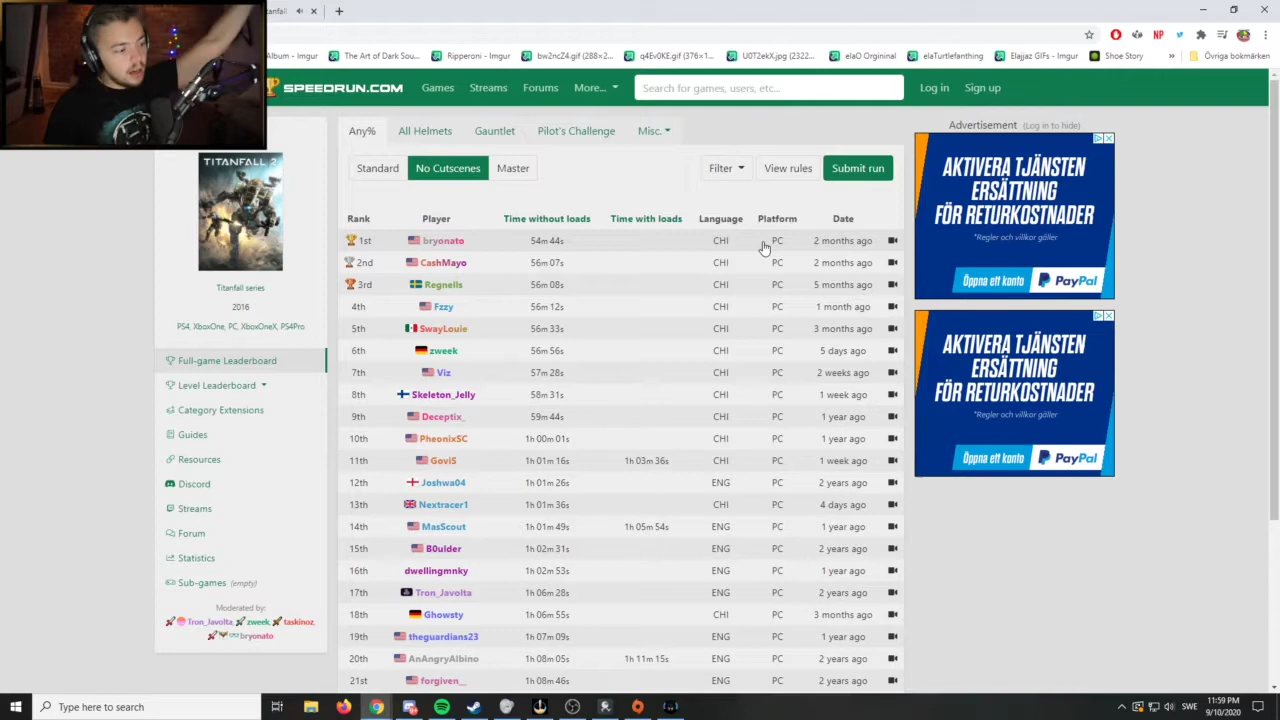 tanfall
Album - Imgur
The Art of Dark Sou...
Ripperoni - Imgur
bw2ncZ4.gif (288×2...
q4Ev0KE.gif (376×1...
U0T2ekX.jpg (2322...
elaO Orgininal
elaTurtlefanthing
Elajjaz GIFs - Imgur
Shoe Story
»
Övriga bokmärken
SPEEDRUN.COM
Games
Streams
Forums
More...
Search for games, users, etc...
Log in
Sign up
TITANFALL 2
Titanfall series
2016
PS4, XboxOne, PC, XboxOneX, PS4Pro
Full-game Leaderboard
Level Leaderboard
Category Extensions
Guides
Resources
Discord
Streams
Forum
Statistics
Sub-games (empty)
Moderated by:
Tron_Javolta, zweek, taskinoz,
bryonato
Any% All Helmets Gauntlet Pilot's Challenge Misc.
Standard No Cutscenes Master Filter View rules Submit run
Rank Player Time without loads Time with loads Language Platform Date
1st bryonato 54m 44s CHI PC 2 months ago
2nd CashMayo 56m 07s CHI PC 2 months ago
3rd Regnells 56m 08s CHI PC 5 months ago
4th Fzzy 56m 12s CHI PC 1 month ago
5th SwayLouie 56m 33s CHI PC 3 months ago
6th zweek 56m 56s CHI PC 5 days ago
7th Viz 57m 28s CHI PC 2 weeks ago
8th Skeleton_Jelly 58m 31s CHI PC 1 week ago
9th Deceptix_ 59m 44s CHI PC 1 year ago
10th PheonixSC 1h 00m 01s CHI PC 1 year ago
11th GoviS 1h 01m 16s 1h 03m 36s CHI PC 1 week ago
12th Joshwa04 1h 01m 26s ENG PC 2 years ago
13th Nextracer1 1h 01m 36s CHI PC 4 days ago
14th MasScout 1h 01m 49s 1h 05m 54s ENG PC 1 year ago
15th B0ulder 1h 02m 31s ENG PC 2 years ago
16th dwellingmnky 1h 02m 53s ENG PC 1 year ago
17th Tron_Javolta 1h 06m 28s ENG PC 2 years ago
18th Ghowsty 1h 06m 55s CHI PC 3 months ago
19th theguardians23 1h 07m 09s ENG PC 1 year ago
20th AnAngryAlbino 1h 08m 05s 1h 11m 15s ENG PC 2 years ago
21st forgiven__ 1h 08m 46s ENG PC 2 years ago
Advertisement (Log in to hide)
AKTIVERA TJÄNSTEN
ERSÄTTNING
FÖR RETURKOSTNADER
*Regler och villkor gäller
Öppna ett konto PayPal
AKTIVERA TJÄNSTEN
ERSÄTTNING
FÖR RETURKOSTNADER
*Regler och villkor gäller
Öppna ett konto PayPal
Type here to search
SWE
11:59 PM
9/10/2020